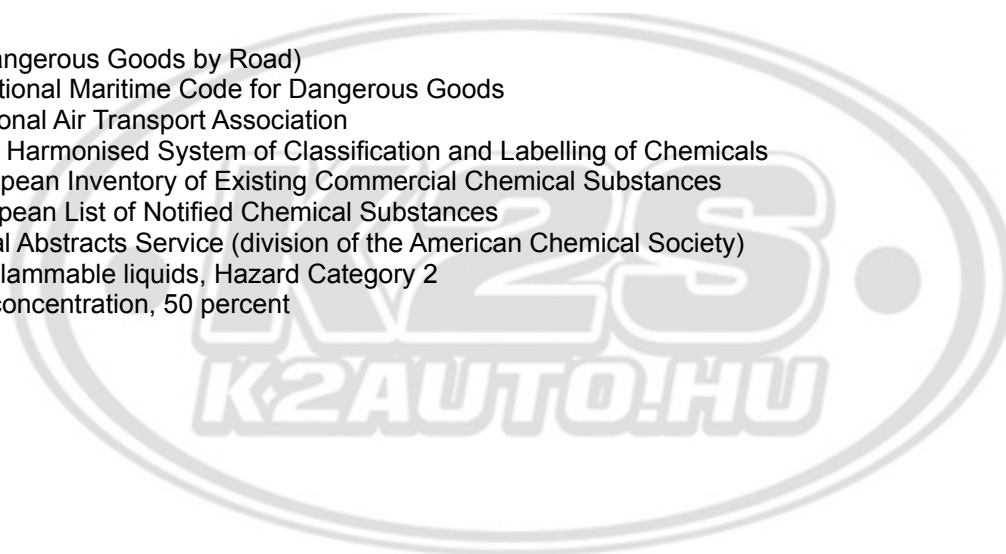 angerous Goods by Road)
tional Maritime Code for Dangerous Goods
onal Air Transport Association
Harmonised System of Classification and Labelling of Chemicals
pean Inventory of Existing Commercial Chemical Substances
pean List of Notified Chemical Substances
al Abstracts Service (division of the American Chemical Society)
lammable liquids, Hazard Category 2
concentration, 50 percent
K2S
K2AUTO.HU